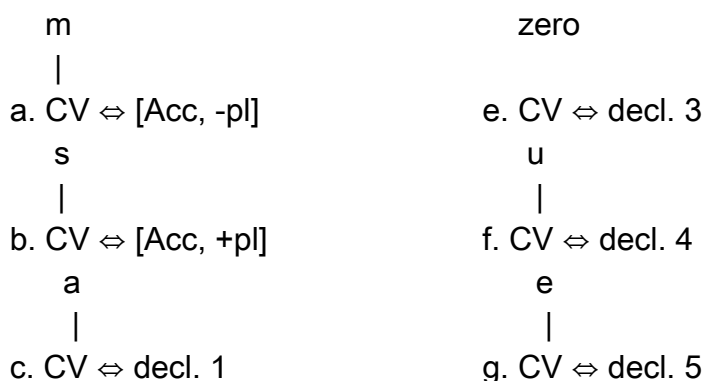 m zero
|
a. CV ⇔ [Acc, -pl] e. CV ⇔ decl. 3
s u
| |
b. CV ⇔ [Acc, +pl] f. CV ⇔ decl. 4
a e
| |
c. CV ⇔ decl. 1 g. CV ⇔ decl. 5